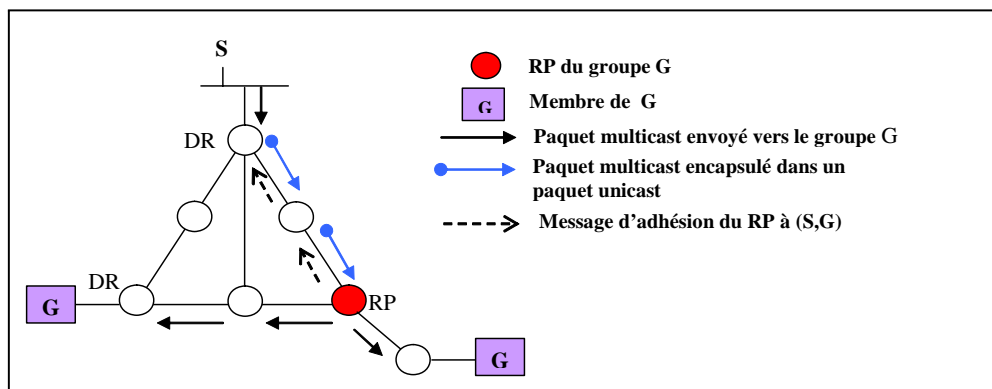 S
DR
DR
G
RP
G
RP du groupe G
G
Membre de G
Paquet multicast envoyé vers le groupe G
Paquet multicast encapsulé dans un
paquet unicast
Message d'adhésion du RP à (S,G)